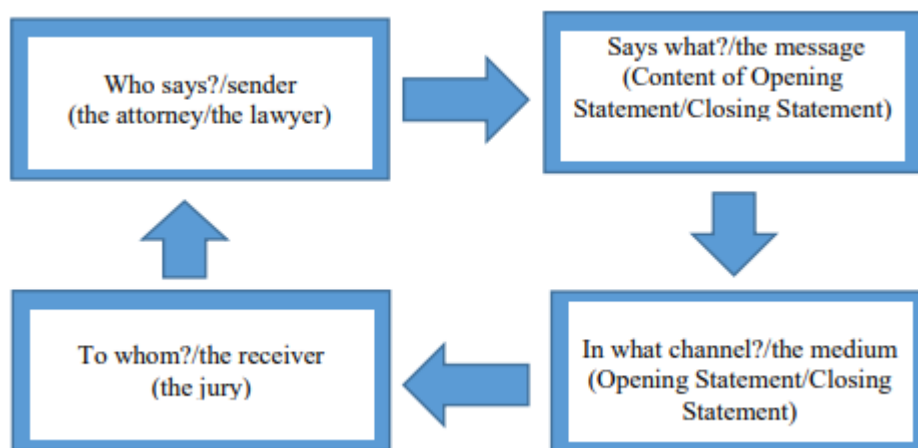 Who says?/sender
(the attorney/the lawyer)
Says what?/the message
(Content of Opening
Statement/Closing Statement)
In what channel?/the medium
(Opening Statement/Closing
Statement)
To whom?/the receiver
(the jury)